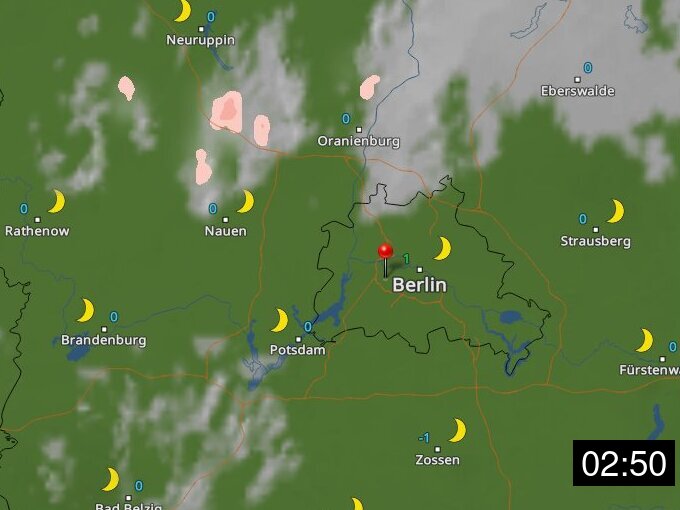 0
Neuruppin
0
Eberswalde
0
Oranienburg
0
Rathenow
0
Nauen
0
Strausberg
1
Berlin
0
Brandenburg
0
Potsdam
0
Fürstenwa
-1
Zossen
02:50
0
Bad Belzig